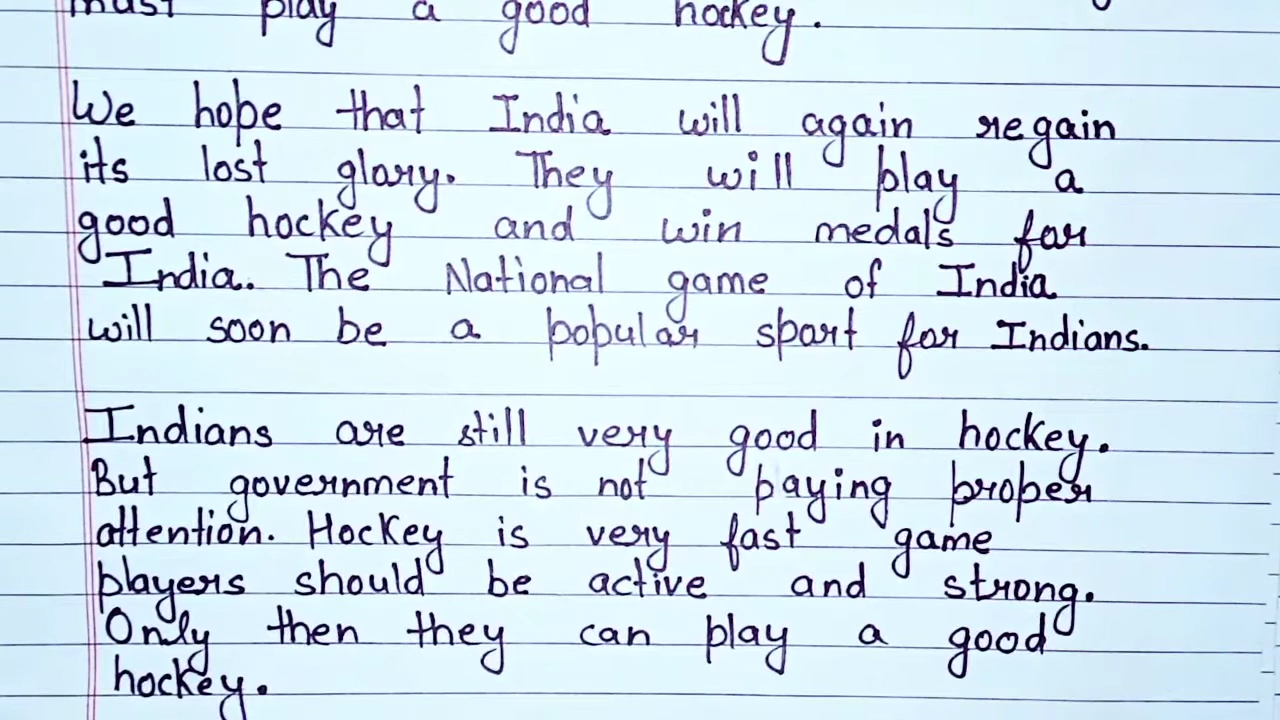 must play a good hockey.
We hope that India will again regain
its lost glory. They will play a
good hockey and win medals for
India. The National game of India
will soon be a popular sport for Indians.
Indians are still very good in hockey.
But government is not paying proper
attention. Hockey is very fast game
players should be active and strong.
Only then they can play a good
hockey.